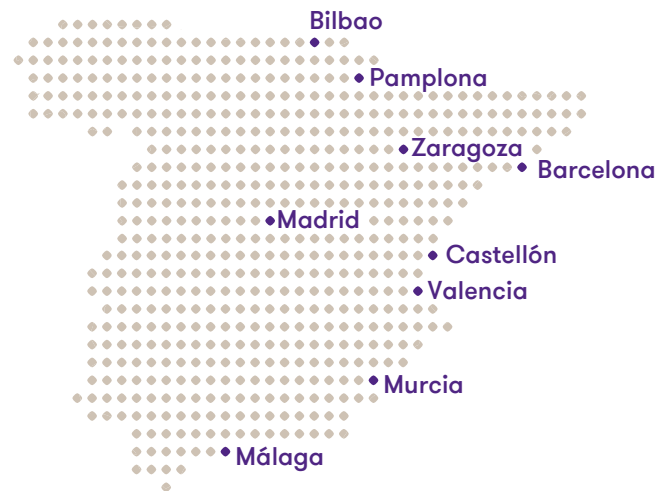 Bilbao
Pamplona
Zaragoza
Barcelona
Madrid
Castellón
Valencia
Murcia
Málaga